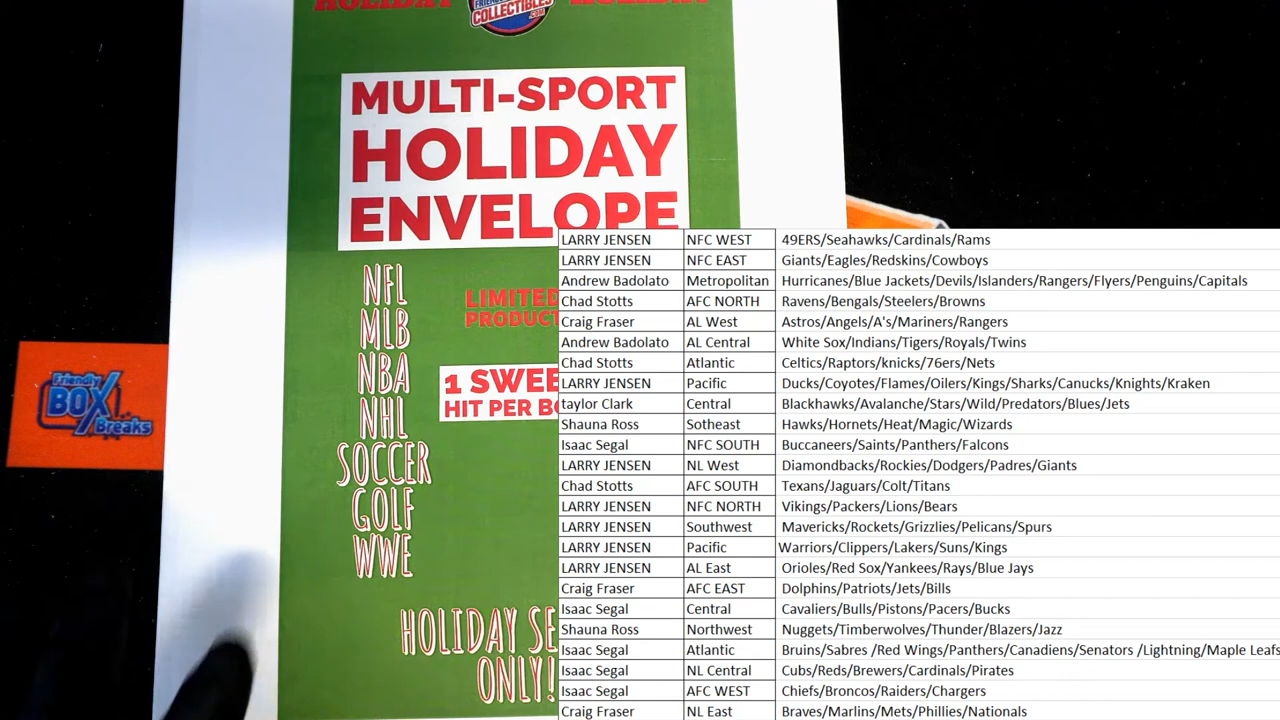 HOLIDAY HOLIDAY
FRIENDLY
COLLECTIBLES
.COM
MULTI-SPORT
HOLIDAY
ENVELOPE
NFL
MLB
NBA
NHL
SOCCER
GOLF
WWE
LIMITED
PRODUCT
1 SWEE
HIT PER BO
HOLIDAY SE
ONLY!
Friendly
BOX
Breaks
LARRY JENSEN NFC WEST 49ERS/Seahawks/Cardinals/Rams
LARRY JENSEN NFC EAST Giants/Eagles/Redskins/Cowboys
Andrew Badolato Metropolitan Hurricanes/Blue Jackets/Devils/Islanders/Rangers/Flyers/Penguins/Capitals
Chad Stotts AFC NORTH Ravens/Bengals/Steelers/Browns
Craig Fraser AL West Astros/Angels/A's/Mariners/Rangers
Andrew Badolato AL Central White Sox/Indians/Tigers/Royals/Twins
Chad Stotts Atlantic Celtics/Raptors/knicks/76ers/Nets
LARRY JENSEN Pacific Ducks/Coyotes/Flames/Oilers/Kings/Sharks/Canucks/Knights/Kraken
taylor Clark Central Blackhawks/Avalanche/Stars/Wild/Predators/Blues/Jets
Shauna Ross Sotheast Hawks/Hornets/Heat/Magic/Wizards
Isaac Segal NFC SOUTH Buccaneers/Saints/Panthers/Falcons
LARRY JENSEN NL West Diamondbacks/Rockies/Dodgers/Padres/Giants
Chad Stotts AFC SOUTH Texans/Jaguars/Colt/Titans
LARRY JENSEN NFC NORTH Vikings/Packers/Lions/Bears
LARRY JENSEN Southwest Mavericks/Rockets/Grizzlies/Pelicans/Spurs
LARRY JENSEN Pacific Warriors/Clippers/Lakers/Suns/Kings
LARRY JENSEN AL East Orioles/Red Sox/Yankees/Rays/Blue Jays
Craig Fraser AFC EAST Dolphins/Patriots/Jets/Bills
Isaac Segal Central Cavaliers/Bulls/Pistons/Pacers/Bucks
Shauna Ross Northwest Nuggets/Timberwolves/Thunder/Blazers/Jazz
Isaac Segal Atlantic Bruins/Sabres /Red Wings/Panthers/Canadiens/Senators /Lightning/Maple Leafs
Isaac Segal NL Central Cubs/Reds/Brewers/Cardinals/Pirates
Isaac Segal AFC WEST Chiefs/Broncos/Raiders/Chargers
Craig Fraser NL East Braves/Marlins/Mets/Phillies/Nationals